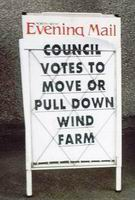 Evening Mail
COUNCIL
VOTES TO
MOVE OR
PULL DOWN
WIND
FARM